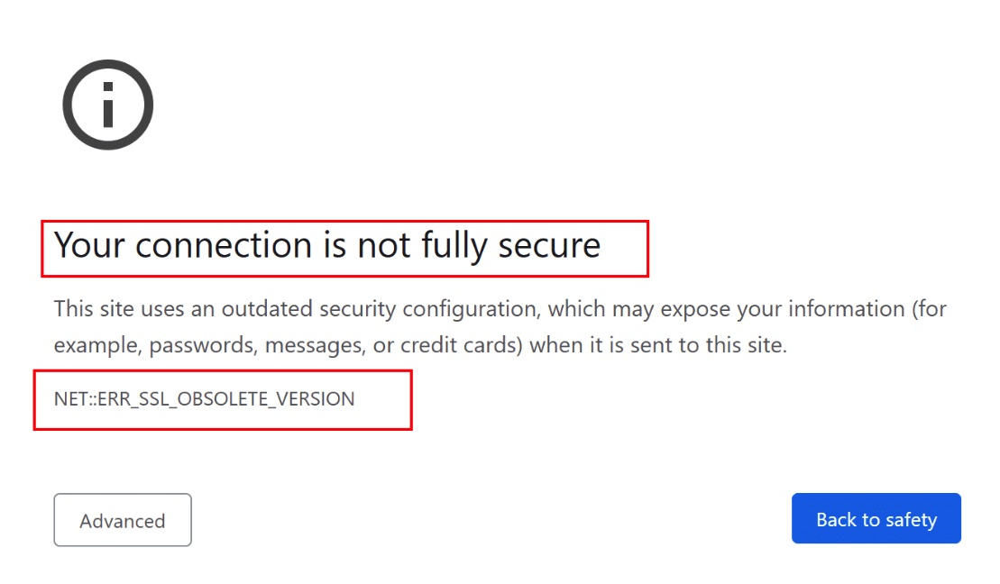 Your connection is not fully secure
This site uses an outdated security configuration, which may expose your information (for
example, passwords, messages, or credit cards) when it is sent to this site.
NET::ERR_SSL_OBSOLETE_VERSION
Advanced
Back to safety